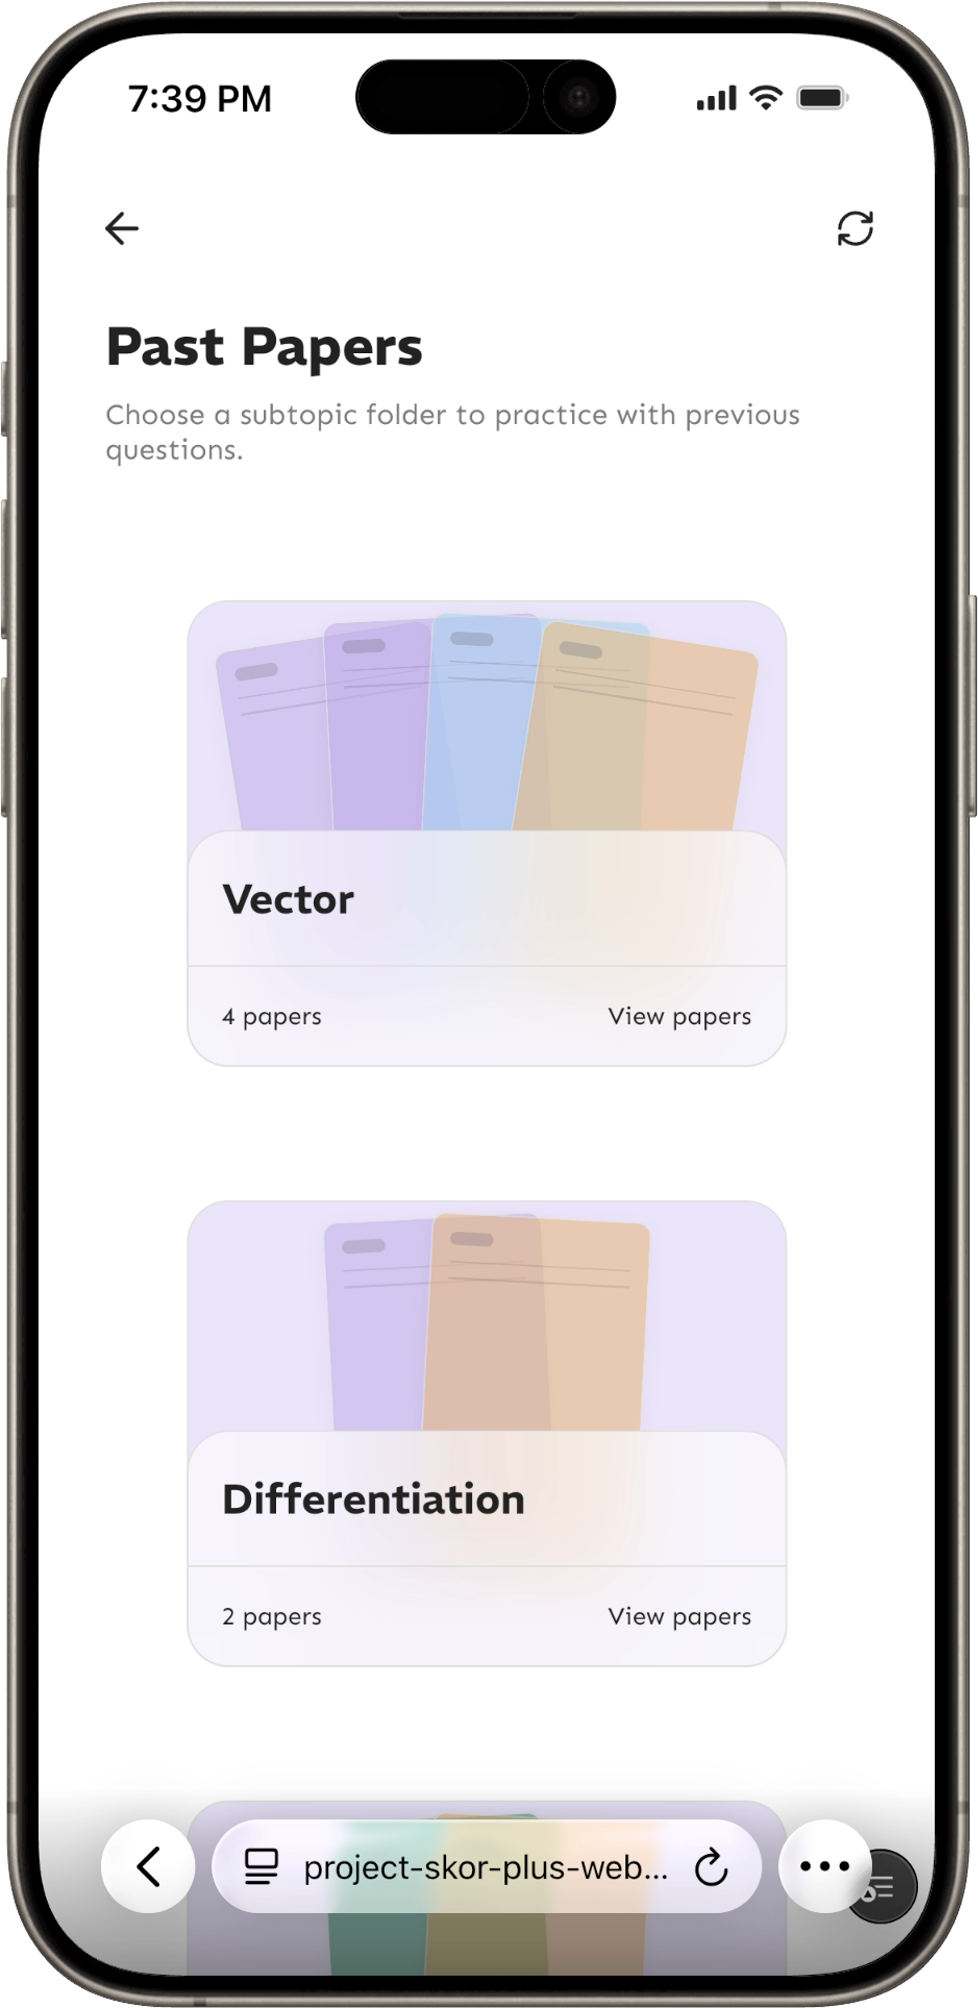 7:39 PM
Past Papers
Choose a subtopic folder to practice with previous
questions.
Vector
4 papers
View papers
Differentiation
2 papers
View papers
project-skor-plus-web...